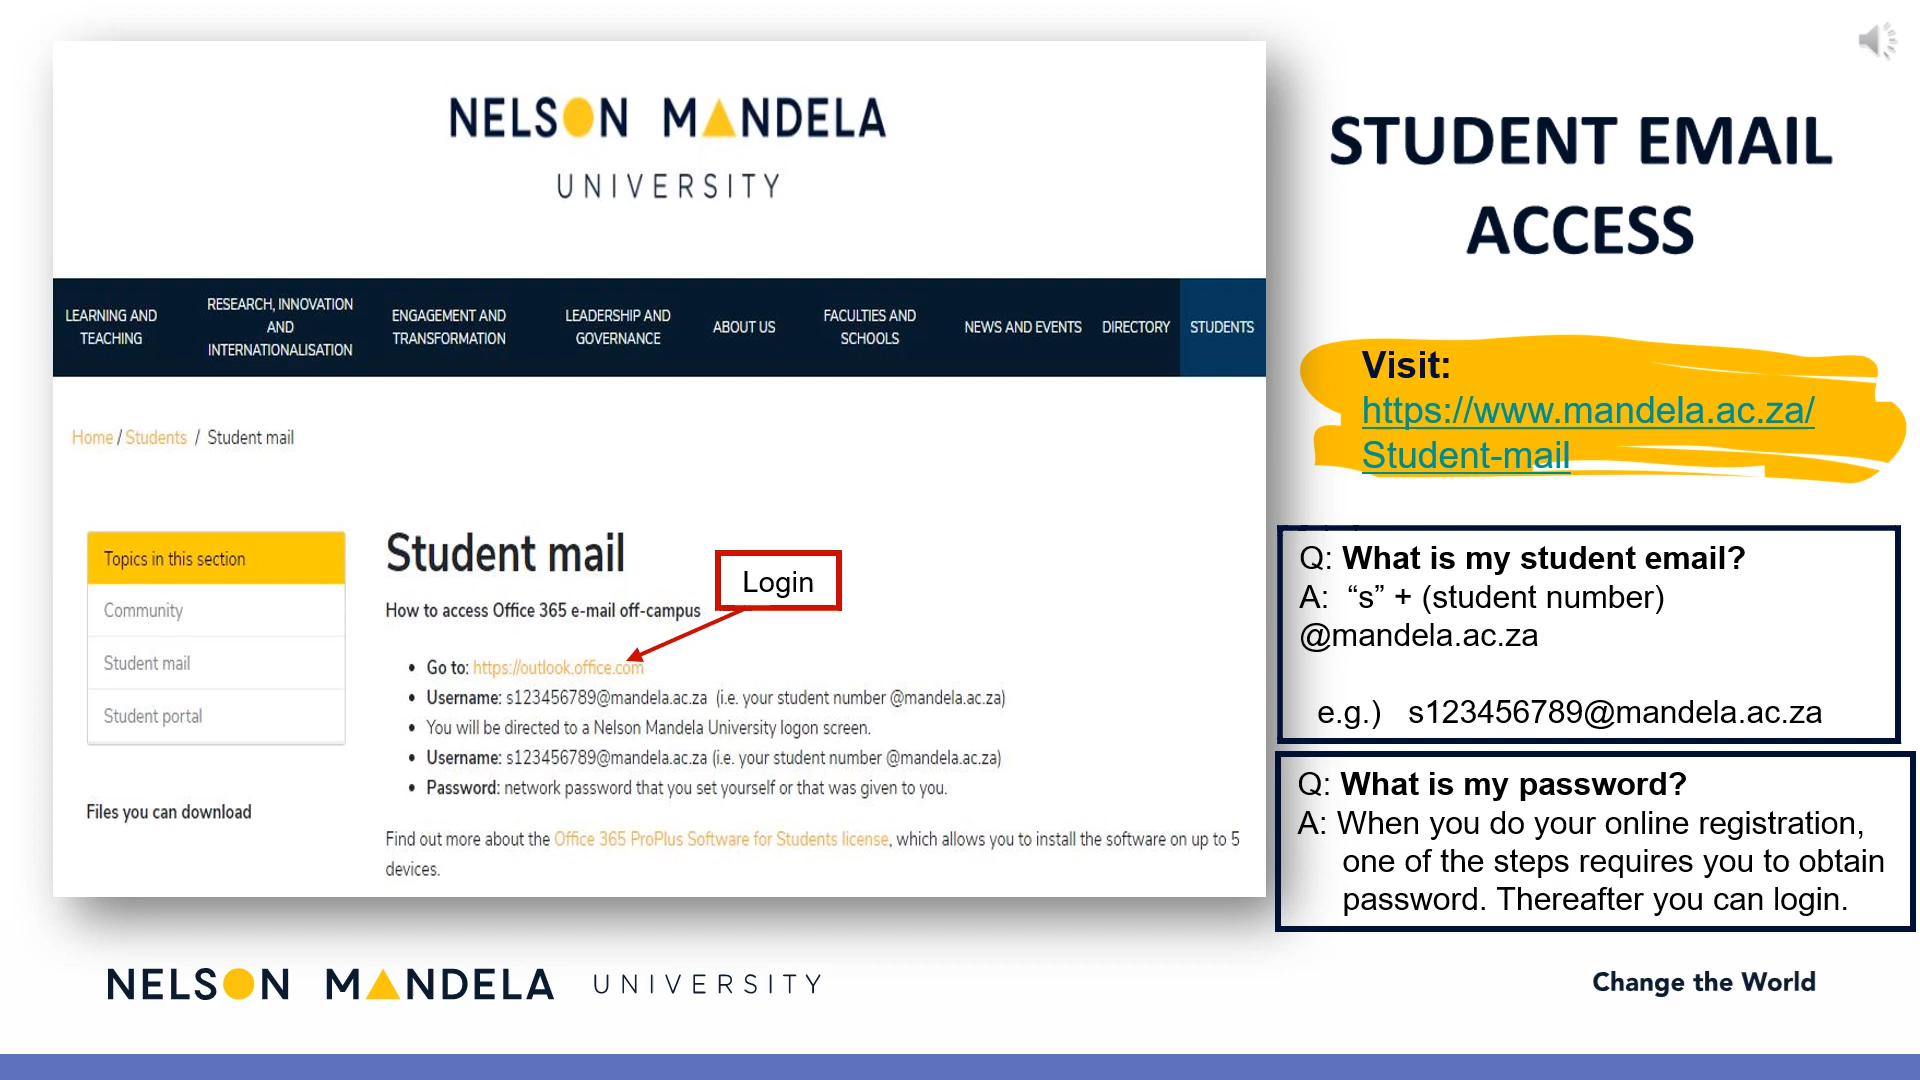 NELSON MANDELA
UNIVERSITY
LEARNING AND
TEACHING
RESEARCH, INNOVATION
AND
INTERNATIONALISATION
ENGAGEMENT AND
TRANSFORMATION
LEADERSHIP AND
GOVERNANCE
ABOUT US
FACULTIES AND
SCHOOLS
NEWS AND EVENTS
DIRECTORY
STUDENTS
Home / Students / Student mail
Topics in this section
Community
Student mail
Student portal
Files you can download
Student mail
Login
How to access Office 365 e-mail off-campus
• Go to: https://outlook.office.com
• Username: s123456789@mandela.ac.za (i.e. your student number @mandela.ac.za)
• You will be directed to a Nelson Mandela University logon screen.
• Username: s123456789@mandela.ac.za (i.e. your student number @mandela.ac.za)
• Password: network password that you set yourself or that was given to you.
Find out more about the Office 365 ProPlus Software for Students license, which allows you to install the software on up to 5
devices.
STUDENT EMAIL
ACCESS
Visit:
https://www.mandela.ac.za/
Student-mail
Q: What is my student email?
A: “s” + (student number)
@mandela.ac.za
e.g.) s123456789@mandela.ac.za
Q: What is my password?
A: When you do your online registration,
one of the steps requires you to obtain
password. Thereafter you can login.
NELSON MANDELA UNIVERSITY
Change the World